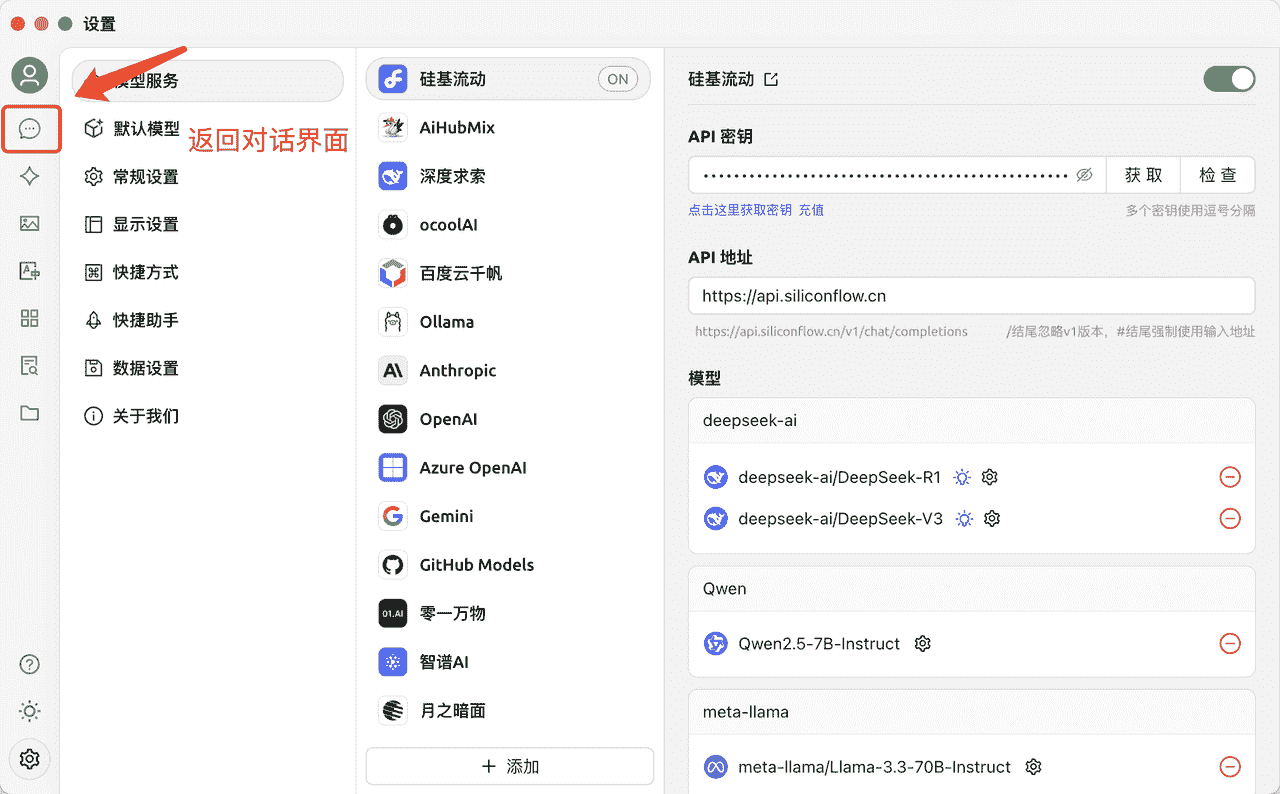 设置
模型服务
默认模型
返回对话界面
常规设置
显示设置
快捷方式
快捷助手
数据设置
关于我们
硅基流动 ON
AiHubMix
深度求索
ocoolAI
百度云千帆
Ollama
Anthropic
OpenAI
Azure OpenAI
Gemini
GitHub Models
01.AI 零一万物
智谱AI
月之暗面
+ 添加
硅基流动
API 密钥
获取 检查
点击这里获取密钥 充值 多个密钥使用逗号分隔
API 地址
https://api.siliconflow.cn
https://api.siliconflow.cn/v1/chat/completions /结尾忽略v1版本，#结尾强制使用输入地址
模型
deepseek-ai
deepseek-ai/DeepSeek-R1
deepseek-ai/DeepSeek-V3
Qwen
Qwen2.5-7B-Instruct
meta-llama
meta-llama/Llama-3.3-70B-Instruct